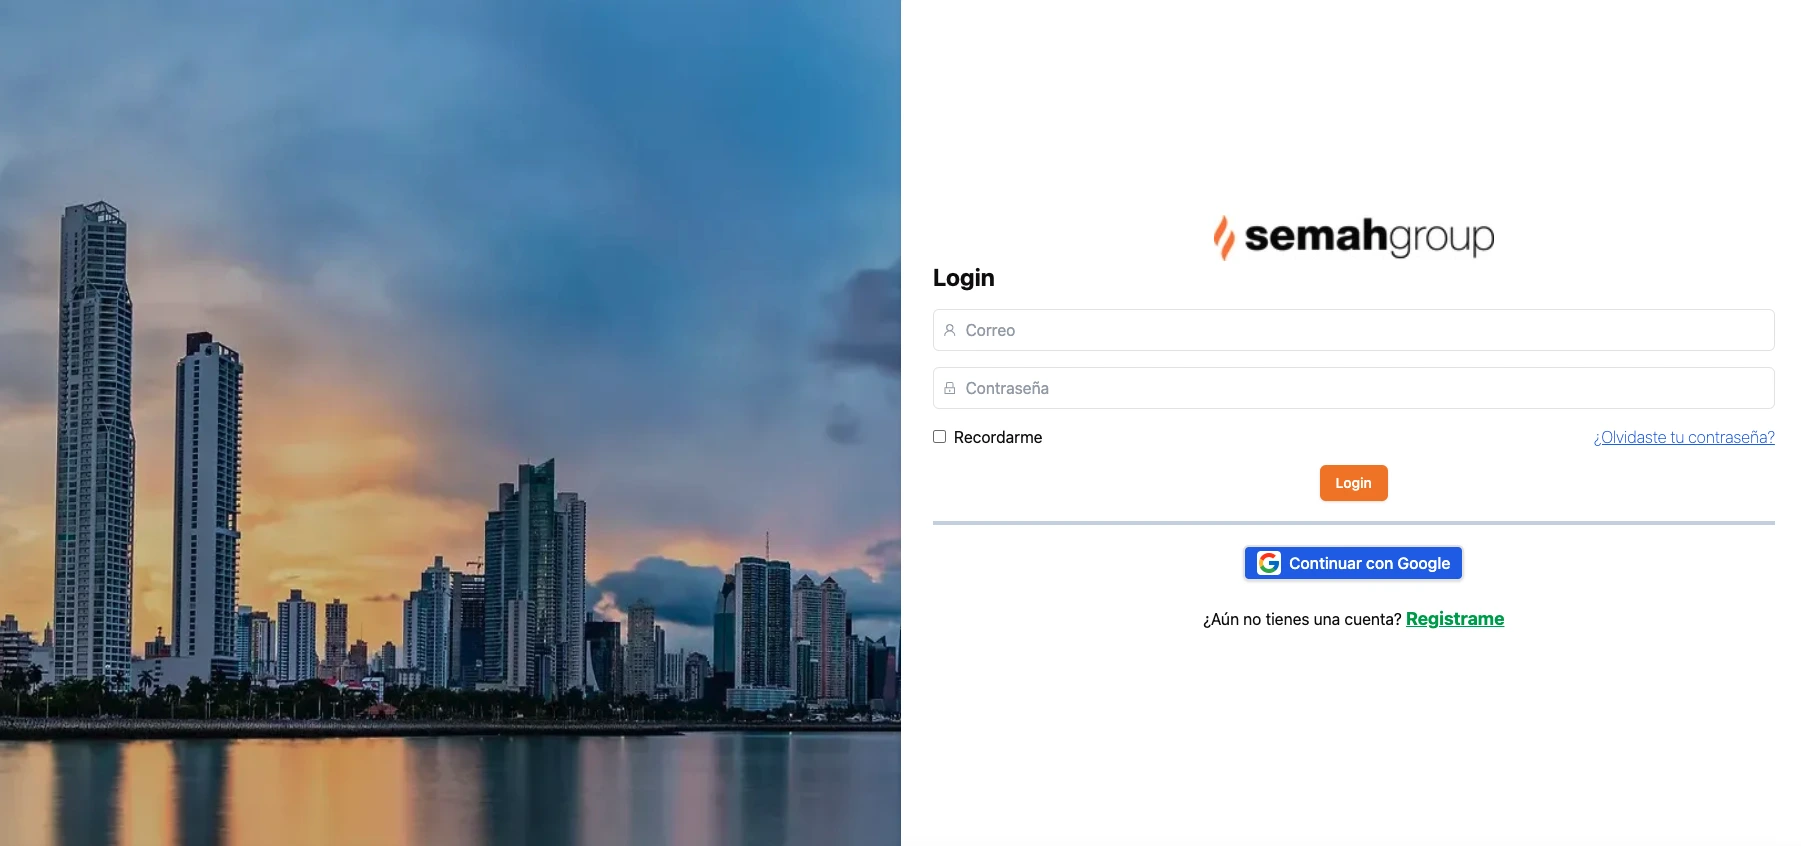 semahgroup
Login
Correo
Contraseña
Recordarme
¿Olvidaste tu contraseña?
Login
Continuar con Google
¿Aún no tienes una cuenta? Registrame